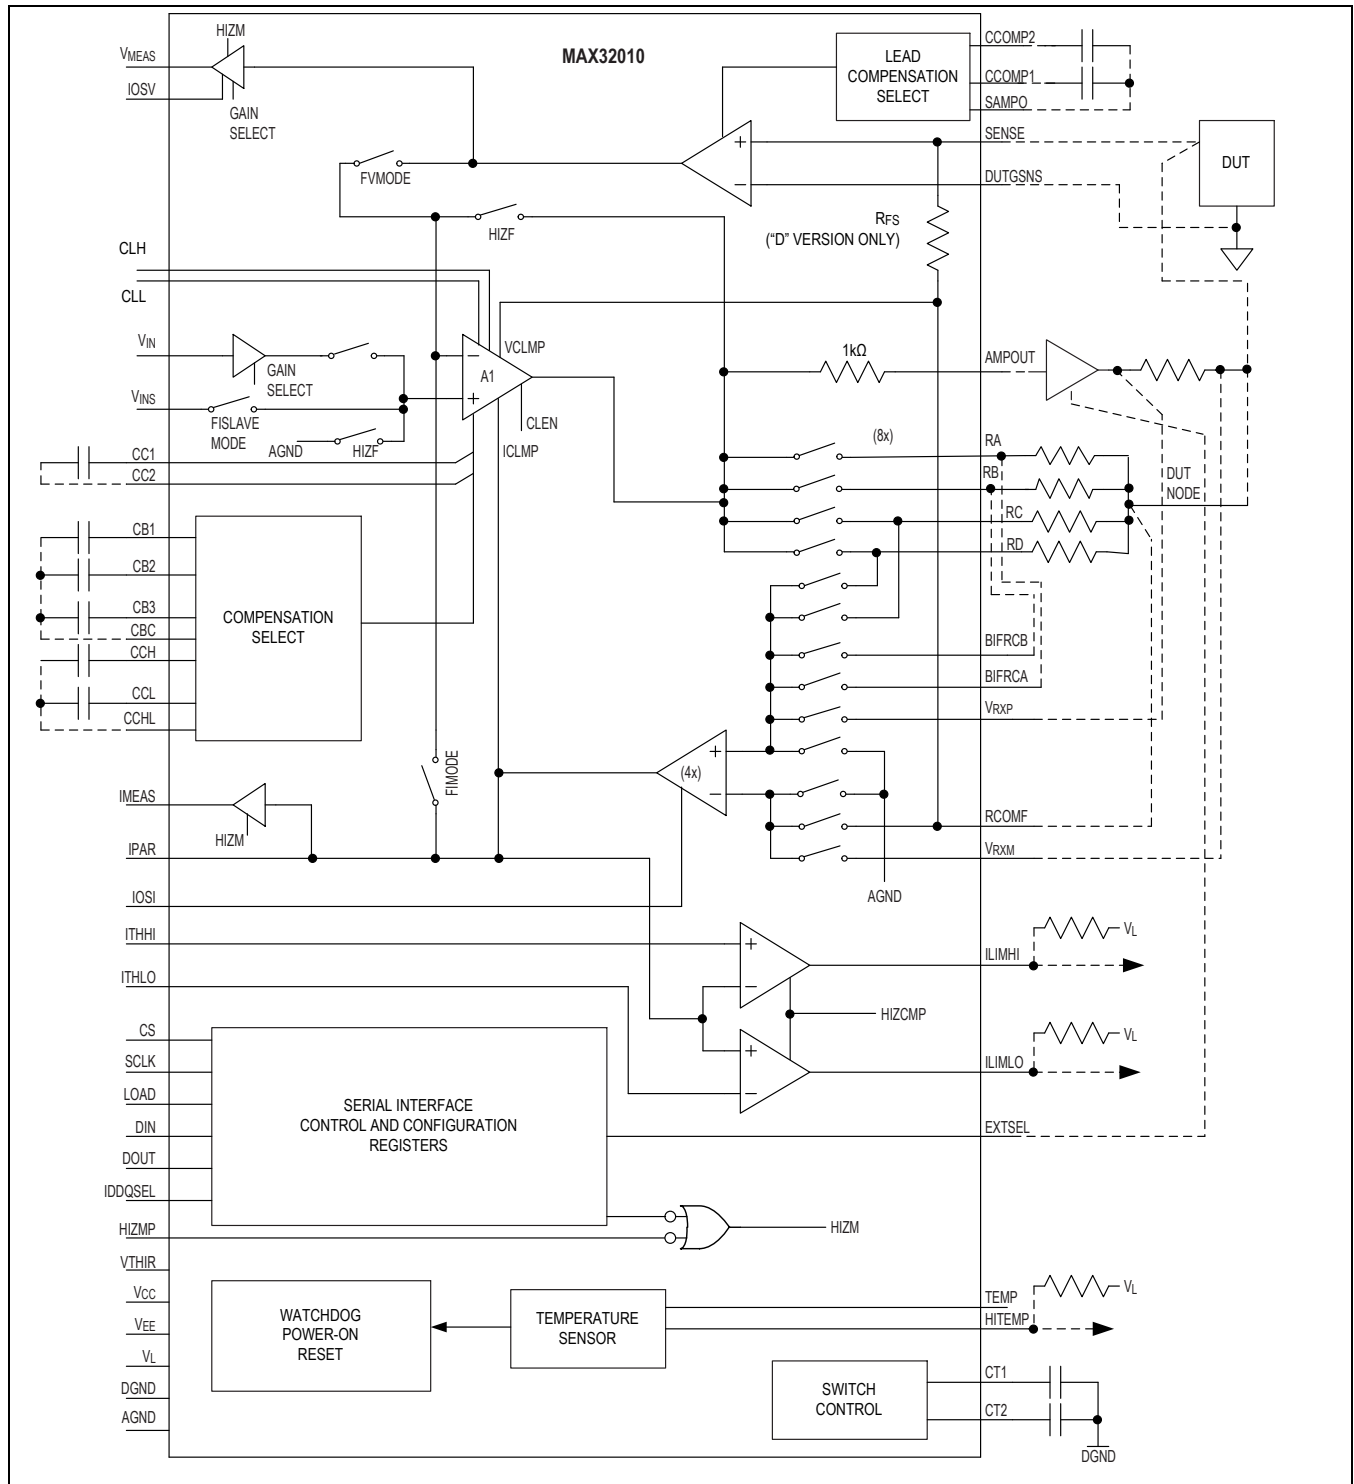 HIZM
VMEAS
IOSV
GAIN
SELECT
MAX32010
LEAD
COMPENSATION
SELECT
CCOMP2
CCOMP1
SAMPO
SENSE
DUTGSNS
DUT
FVMODE
HIZF
RFS
("D" VERSION ONLY)
CLH
CLL
VIN
GAIN
SELECT
VINS
FISLAVE
MODE
AGND
HIZF
VCLMP
A1
CLEN
ICLMP
1kΩ
AMPOUT
(8x)
RA
RB
RC
RD
DUT
NODE
CC1
CC2
CB1
CB2
CB3
CBC
CCH
CCL
CCHL
COMPENSATION
SELECT
BIFRCB
BIFRCA
VRXP
RCOMF
VRXM
FIMODE
(4x)
AGND
IMEAS
HIZM
IPAR
IOSI
ITHHI
ITHLO
ILIMHI
VL
HIZCMP
ILIMLO
VL
EXTSEL
CS
SCLK
LOAD
DIN
DOUT
IDDQSEL
HIZMP
SERIAL INTERFACE
CONTROL AND CONFIGURATION
REGISTERS
HIZM
VTHIR
VCC
VEE
VL
DGND
AGND
WATCHDOG
POWER-ON
RESET
TEMPERATURE
SENSOR
TEMP
HITEMP
VL
SWITCH
CONTROL
CT1
CT2
DGND
+
−
−
+
+
−
+
−
+
−